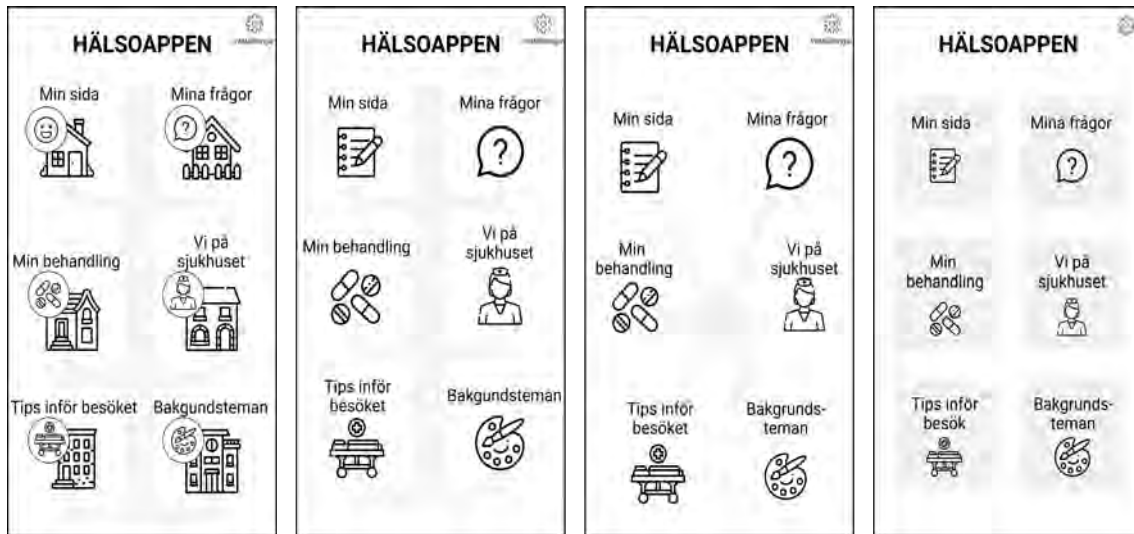 HÄLSOAPPEN
Min sida
Mina frågor
Min behandling
Vi på
sjukhuset
Tips inför besöket
Bakgundsteman
HÄLSOAPPEN
Min sida
Mina frågor
Min behandling
Vi på
sjukhuset
Tips inför
besöket
Bakgundsteman
HÄLSOAPPEN
Min sida
Mina frågor
Min
behandling
Vi på
sjukhuset
Tips inför
besöket
Bakgrunds-
teman
HÄLSOAPPEN
Min sida
Mina frågor
Min
behandling
Vi på
sjukhuset
Tips inför
besök
Bakgrunds-
teman